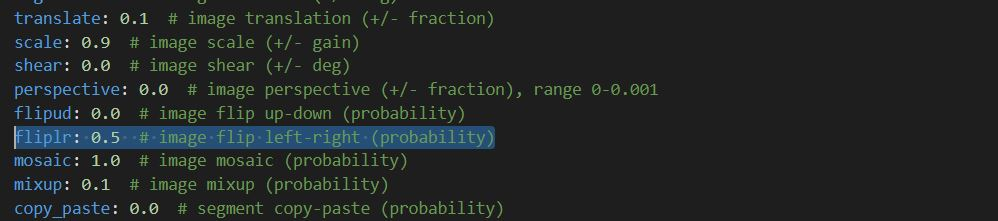 translate: 0.1  # image translation (+/- fraction)
scale: 0.9  # image scale (+/- gain)
shear: 0.0  # image shear (+/- deg)
perspective: 0.0  # image perspective (+/- fraction), range 0-0.001
flipud: 0.0  # image flip up-down (probability)
fliplr: 0.5  # image flip left-right (probability)
mosaic: 1.0  # image mosaic (probability)
mixup: 0.1  # image mixup (probability)
copy_paste: 0.0  # segment copy-paste (probability)